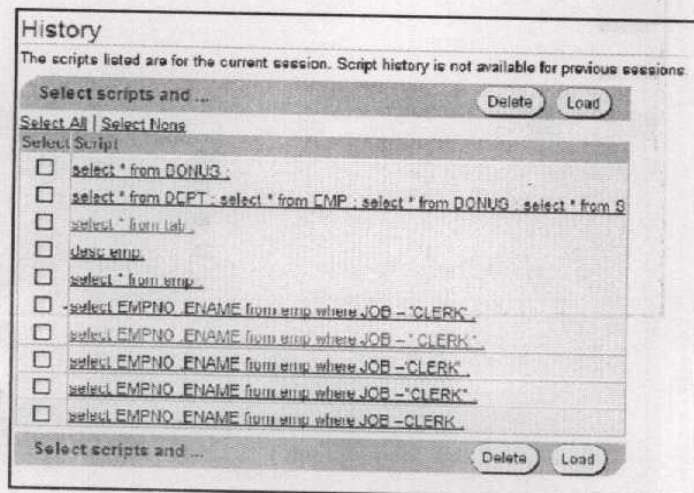 History
The scripts listed are for the current session. Script history is not available for previous sessions
Select scripts and ...
Delete Load
Select All | Select None
Select Script
select * from BONUS ;
select * from DEPT ; select * from EMP ; select * from BONUS ; select * from S
select * from tab ;
desc emp;
select * from emp ;
select EMPNO ,ENAME from emp where JOB = "CLERK" ;
select EMPNO ,ENAME from emp where JOB = " CLERK " ;
select EMPNO ,ENAME from emp where JOB ="CLERK" ;
select EMPNO ,ENAME from emp where JOB ="CLERK" ;
select EMPNO ,ENAME from emp where JOB =CLERK ;
Select scripts and ...
Delete Load